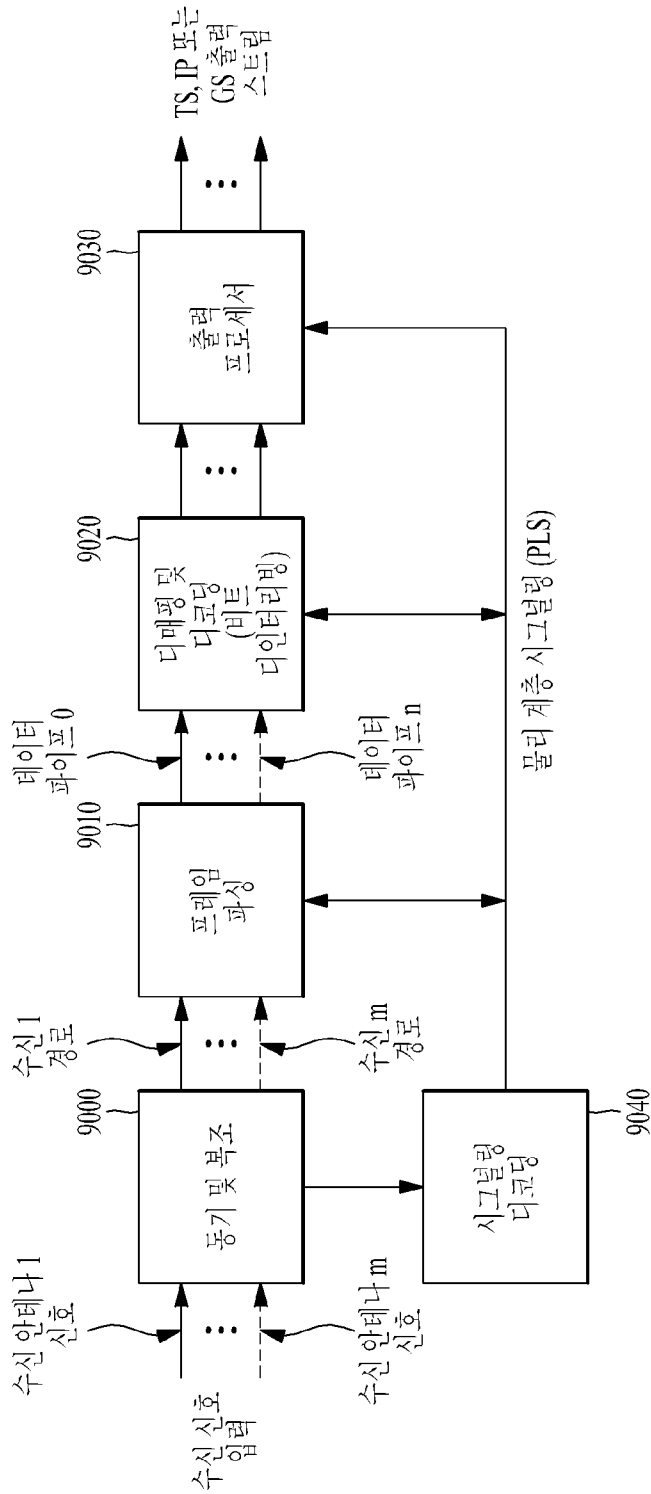 수신 신호
입력
수신 안테나 1
신호
수신 안테나 m
신호
9000
동기 및 복조
수신 1
경로
수신 m
경로
9010
프레임
파싱
데이터
파이프 0
데이터
파이프 n
9020
디매핑 및
디코딩
(비트
디인터리빙)
9030
출력
프로세서
TS, IP 또는
GS 출력
스트림
시그널링
디코딩
9040
물리 계층 시그널링 (PLS)